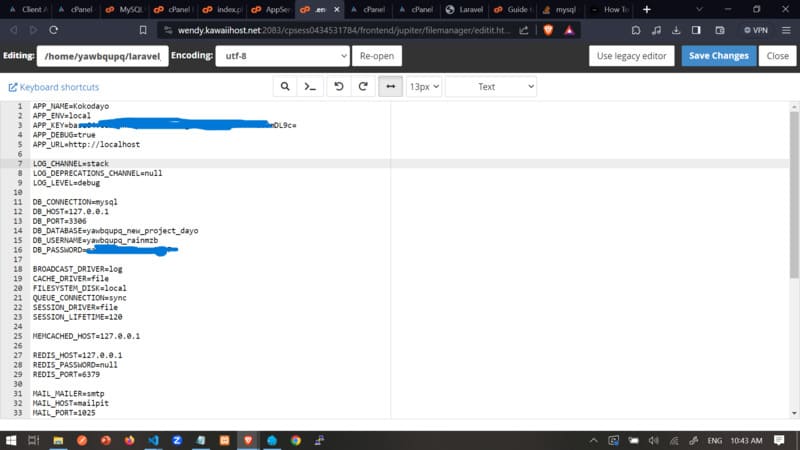 Client A
cPanel -
MySQL
cPanel
index.p
AppSer
.en
cPanel
cPanel
Laravel
Guide t
mysql
How To
wendy.kawaiihost.net:2083/cpsess0434531784/frontend/jupiter/filemanager/editit.ht...
VPN
Editing: /home/yawbqupq/laravel, Encoding: utf-8 Re-open Use legacy editor Save Changes Close
Keyboard shortcuts 13px Text
1 APP_NAME=Kokodayo
2 APP_ENV=local
3 APP_KEY=bas mDL9c=
4 APP_DEBUG=true
5 APP_URL=http://localhost
6
7 LOG_CHANNEL=stack
8 LOG_DEPRECATIONS_CHANNEL=null
9 LOG_LEVEL=debug
10
11 DB_CONNECTION=mysql
12 DB_HOST=127.0.0.1
13 DB_PORT=3306
14 DB_DATABASE=yawbqupq_new_project_dayo
15 DB_USERNAME=yawbqupq_rainmzb
16 DB_PASSWORD=
17
18 BROADCAST_DRIVER=log
19 CACHE_DRIVER=file
20 FILESYSTEM_DISK=local
21 QUEUE_CONNECTION=sync
22 SESSION_DRIVER=file
23 SESSION_LIFETIME=120
24
25 MEMCACHED_HOST=127.0.0.1
26
27 REDIS_HOST=127.0.0.1
28 REDIS_PASSWORD=null
29 REDIS_PORT=6379
30
31 MAIL_MAILER=smtp
32 MAIL_HOST=mailpit
33 MAIL_PORT=1025
ENG 10:43 AM